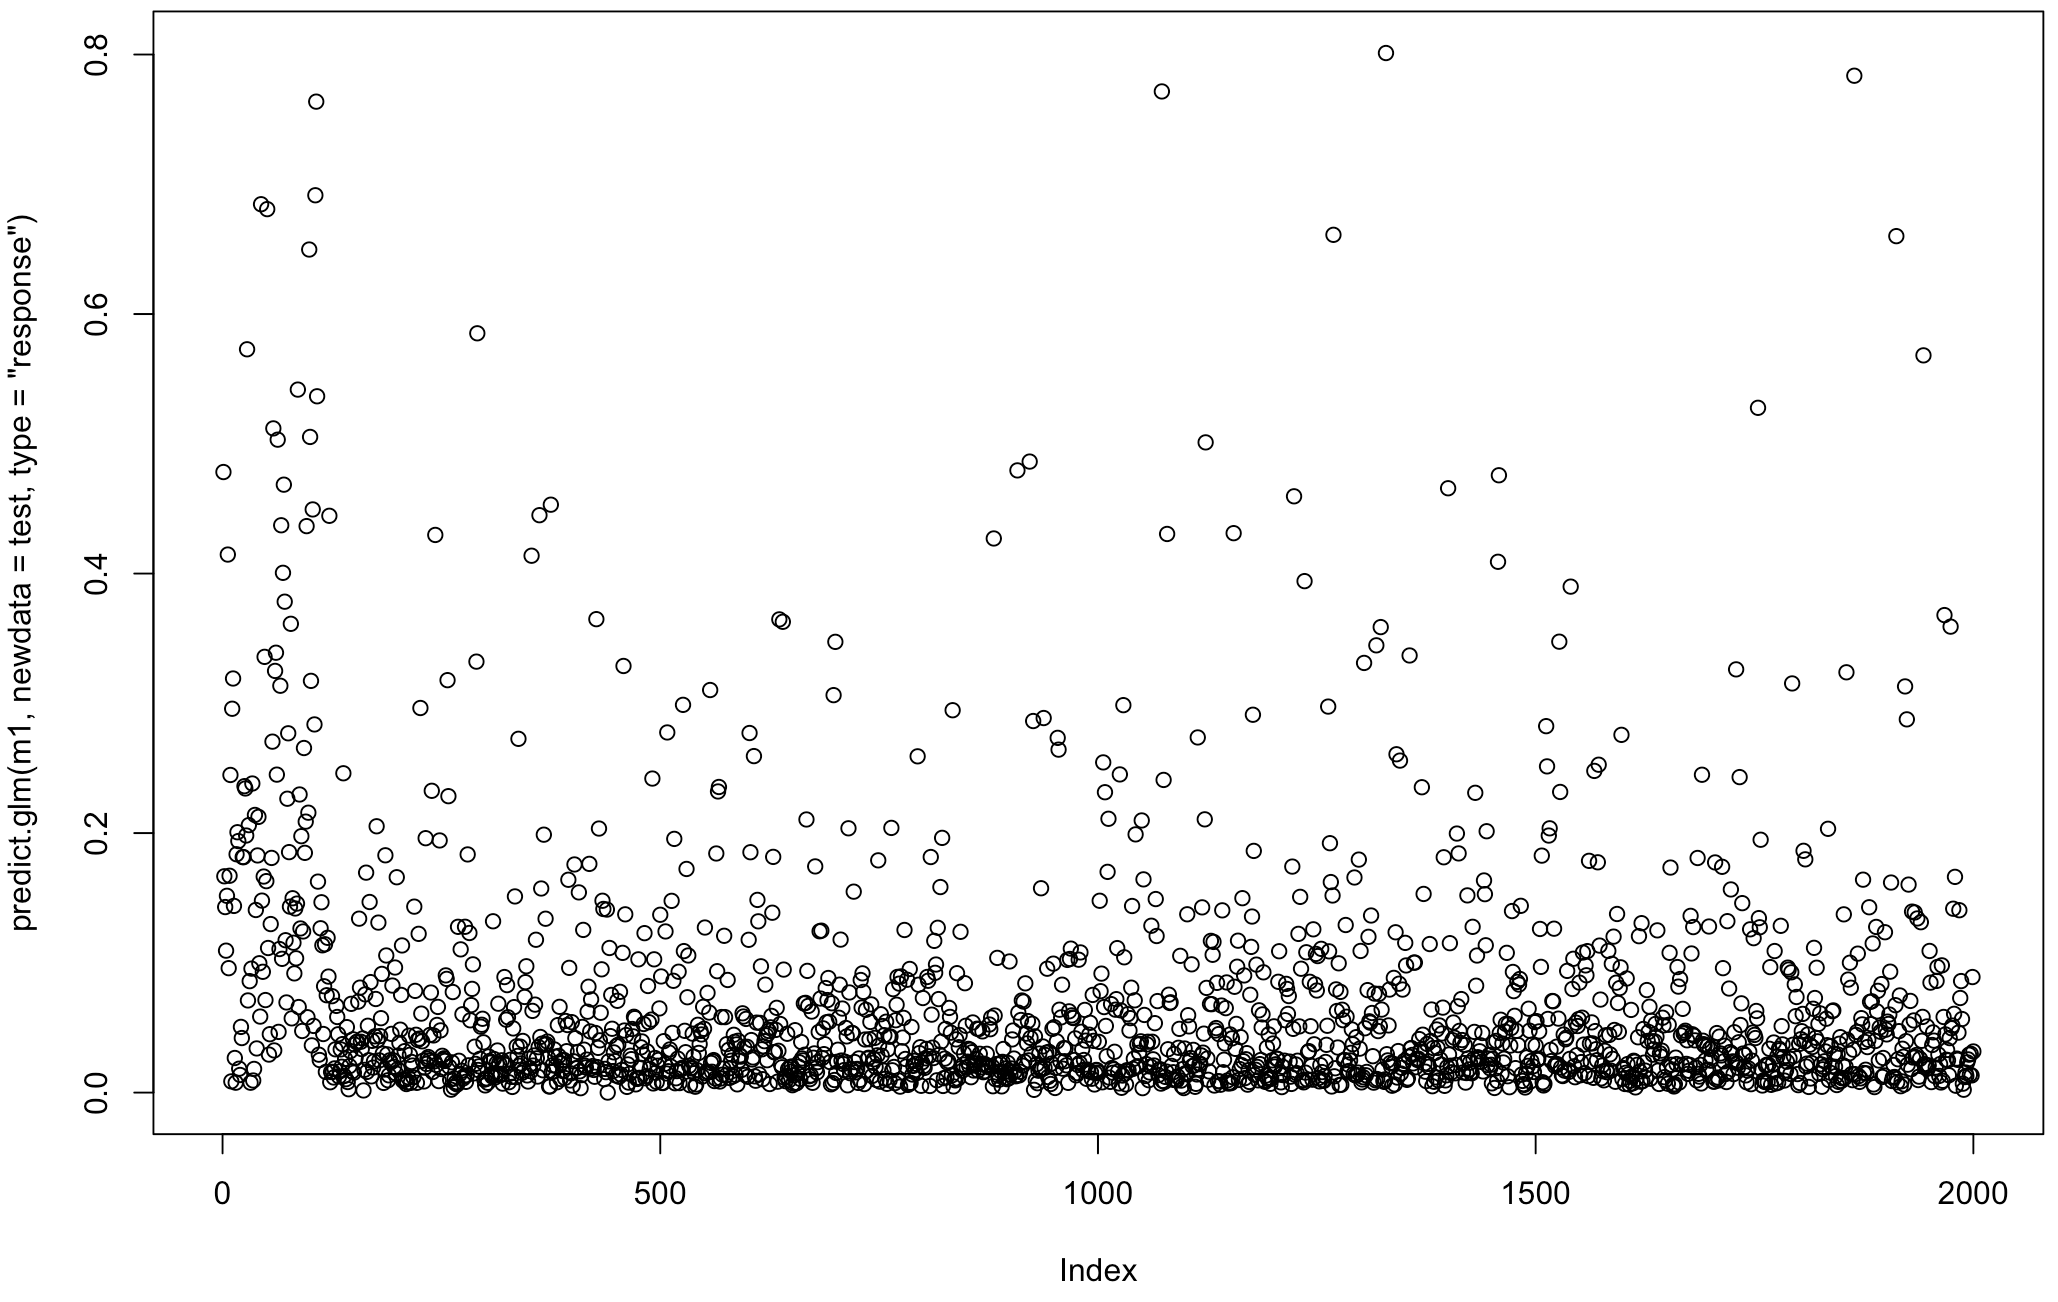 predict.glm(m1, newdata = test, type = "response")
0.8
0.6
0.4
0.2
0.0
0 500 1000 1500 2000
Index